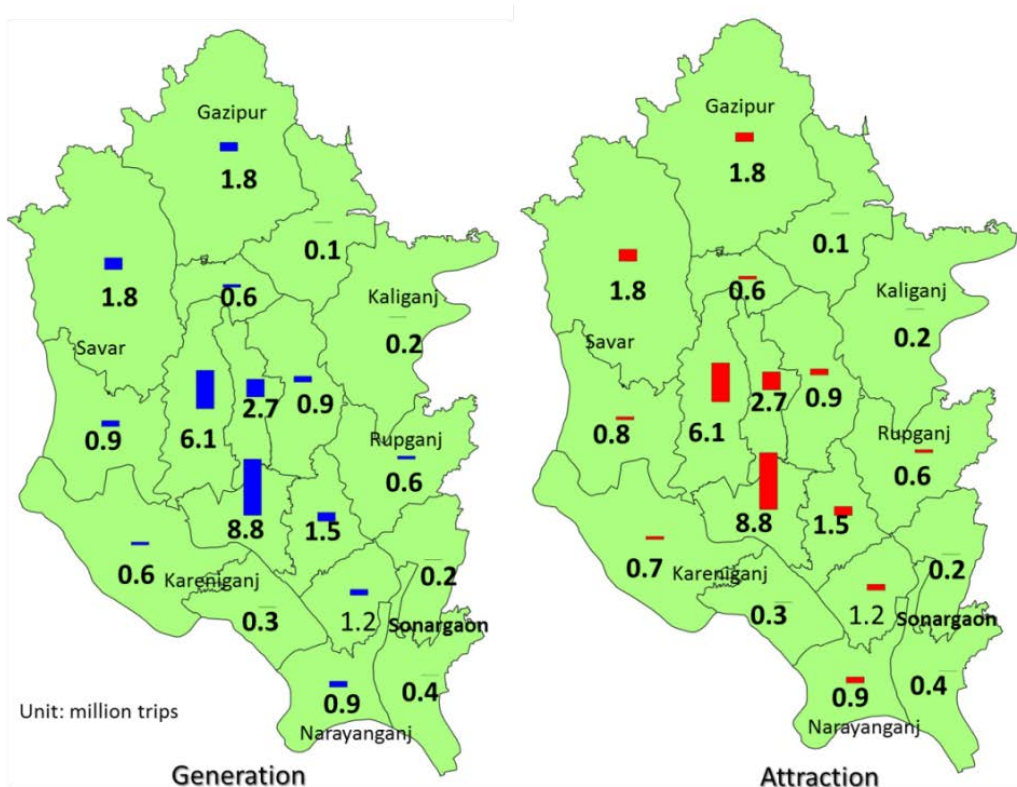 Gazipur
1.8
0.1
1.8
0.6
Kaliganj
0.2
Savar
2.7
0.9
6.1
0.9
Rupganj
0.6
8.8
1.5
0.6
Kareniganj
0.2
0.3
1.2
Sonargaon
0.4
0.9
Unit: million trips
Narayanganj
Generation
Gazipur
1.8
0.1
1.8
0.6
Kaliganj
0.2
2.7
0.9
0.8
6.1
Rupganj
0.6
8.8
1.5
0.7
Kareniganj
0.2
0.3
1.2
Sonargaon
0.4
0.9
Narayanganj
Attraction